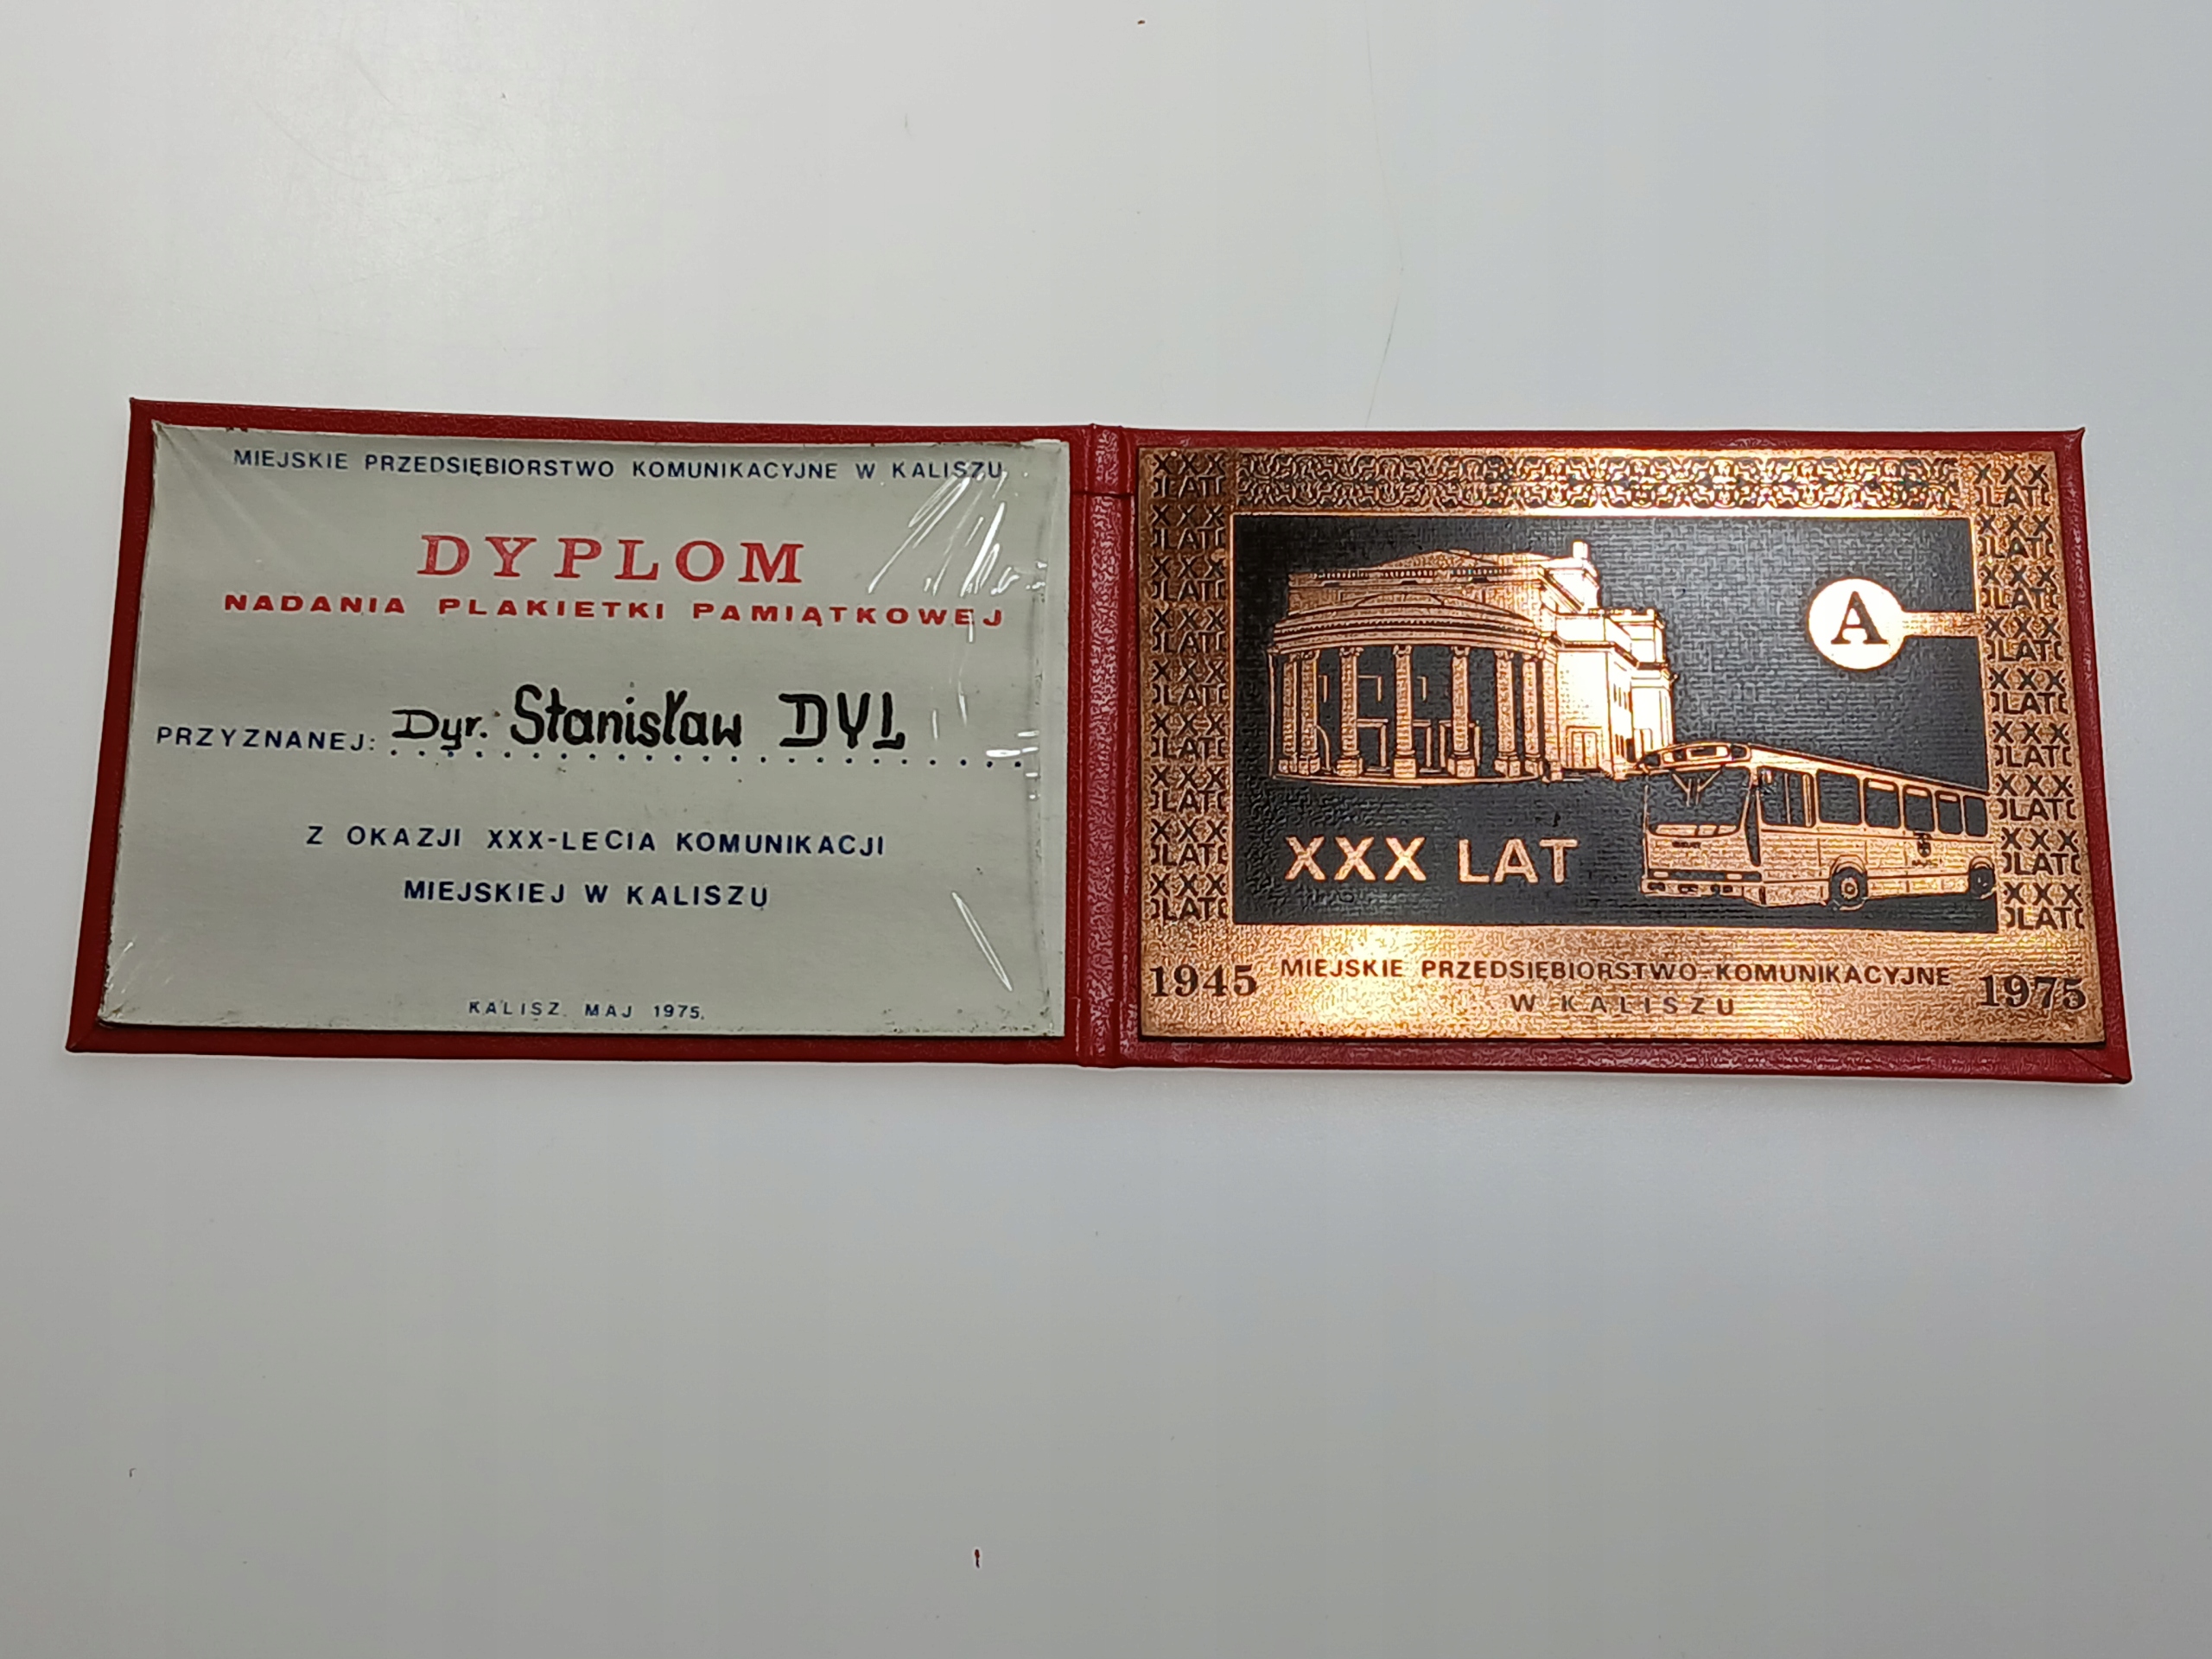 MIEJSKIE PRZEDSIĘBIORSTWO KOMUNIKACYJNE W KALISZU
DYPLOM
NADANIA PLAKIETKI PAMIĄTKOWEJ
PRZYZNANEJ: Dyr. Stanisław DYL
Z OKAZJI XXX-LECIA KOMUNIKACJI
MIEJSKIEJ W KALISZU
KALISZ. MAJ 1975.
A
XXX LAT
1945 MIEJSKIE PRZEDSIĘBIORSTWO KOMUNIKACYJNE 1975
W KALISZU